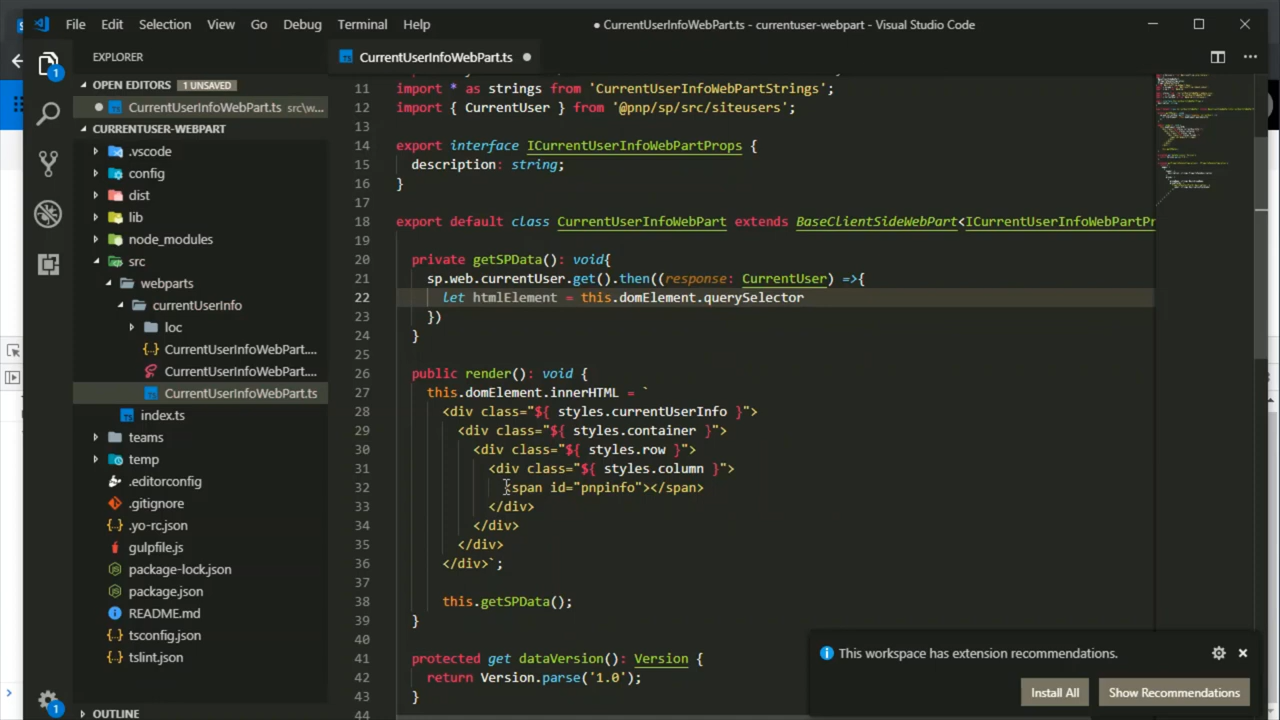 File Edit Selection View Go Debug Terminal Help
● CurrentUserInfoWebPart.ts - currentuser-webpart - Visual Studio Code
EXPLORER
OPEN EDITORS 1 UNSAVED
CurrentUserInfoWebPart.ts src\w...
CURRENTUSER-WEBPART
.vscode
config
dist
lib
node_modules
src
webparts
currentUserInfo
loc
CurrentUserInfoWebPart....
CurrentUserInfoWebPart....
CurrentUserInfoWebPart.ts
index.ts
teams
temp
.editorconfig
.gitignore
.yo-rc.json
gulpfile.js
package-lock.json
package.json
README.md
tsconfig.json
tslint.json
OUTLINE
1
1
CurrentUserInfoWebPart.ts
11 import * as strings from 'CurrentUserInfoWebPartStrings';
12 import { CurrentUser } from '@pnp/sp/src/siteusers';
13
14 export interface ICurrentUserInfoWebPartProps {
15 description: string;
16 }
17
18 export default class CurrentUserInfoWebPart extends BaseClientSideWebPart<ICurrentUserInfoWebPartPr
19
20 private getSPData(): void{
21 sp.web.currentUser.get().then((response: CurrentUser) =>{
22 let htmlElement = this.domElement.querySelector
23 })
24 }
25
26 public render(): void {
27 this.domElement.innerHTML = `
28 <div class="${ styles.currentUserInfo }">
29 <div class="${ styles.container }">
30 <div class="${ styles.row }">
31 <div class="${ styles.column }">
32 <span id="pnpinfo"></span>
33 </div>
34 </div>
35 </div>
36 </div>`;
37
38 this.getSPData();
39 }
40
41 protected get dataVersion(): Version {
42 return Version.parse('1.0');
43 }
44
This workspace has extension recommendations.
Install All Show Recommendations